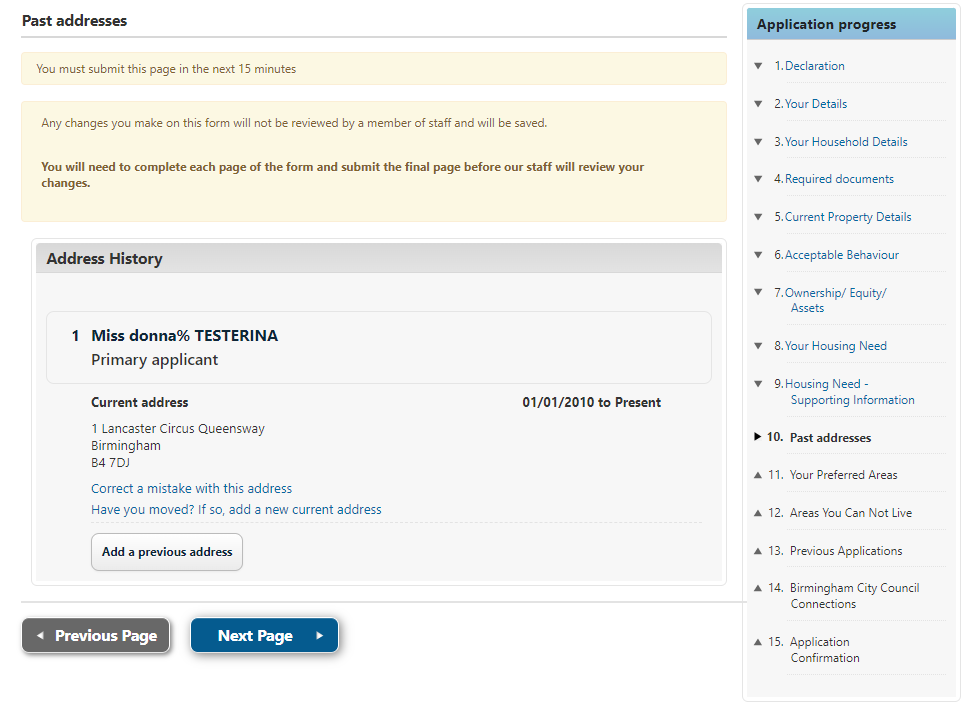 Past addresses
You must submit this page in the next 15 minutes
Any changes you make on this form will not be reviewed by a member of staff and will be saved.
You will need to complete each page of the form and submit the final page before our staff will review your
changes.
Address History
1 Miss donna% TESTERINA
Primary applicant
Current address 01/01/2010 to Present
1 Lancaster Circus Queensway
Birmingham
B4 7DJ
Correct a mistake with this address
Have you moved? If so, add a new current address
Add a previous address
Previous Page Next Page
Application progress
1.Declaration
2.Your Details
3.Your Household Details
4.Required documents
5.Current Property Details
6.Acceptable Behaviour
7.Ownership/ Equity/
Assets
8.Your Housing Need
9.Housing Need -
Supporting Information
10. Past addresses
11. Your Preferred Areas
12. Areas You Can Not Live
13. Previous Applications
14. Birmingham City Council
Connections
15. Application
Confirmation